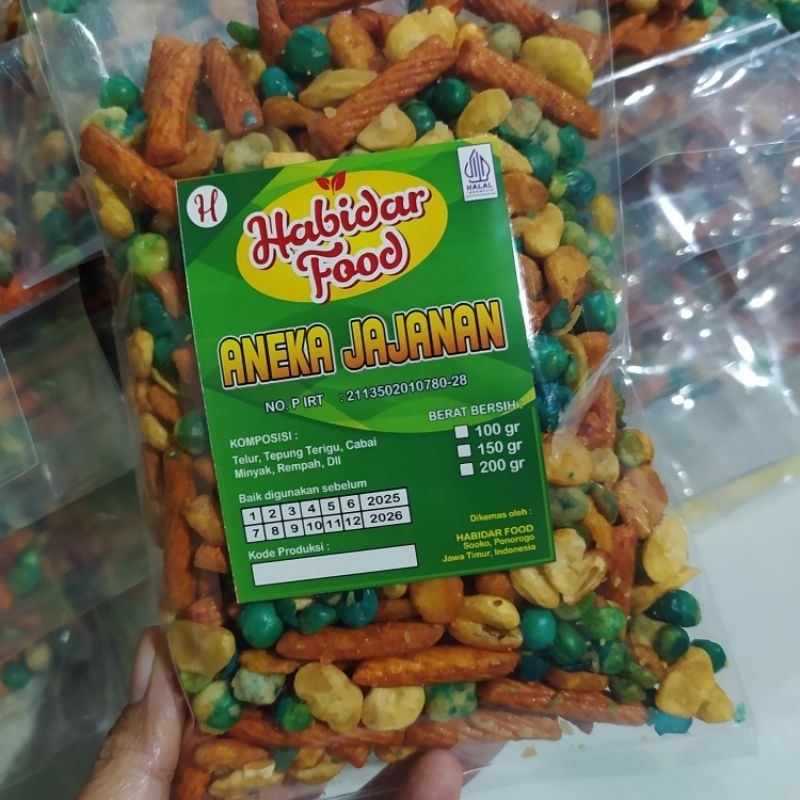 H
HALAL
INDONESIA
Habidar
Food
ANEKA JAJANAN
NO. P IRT : 2113502010780-28
BERAT BERSIH :
100 gr
150 gr
200 gr
KOMPOSISI :
Telur, Tepung Terigu, Cabai
Minyak, Rempah, Dll
Baik digunakan sebelum
1 2 3 4 5 6 2025
7 8 9 10 11 12 2026
Kode Produksi :
Dikemas oleh :
HABIDAR FOOD
Sooko, Ponorogo
Jawa Timur, Indonesia